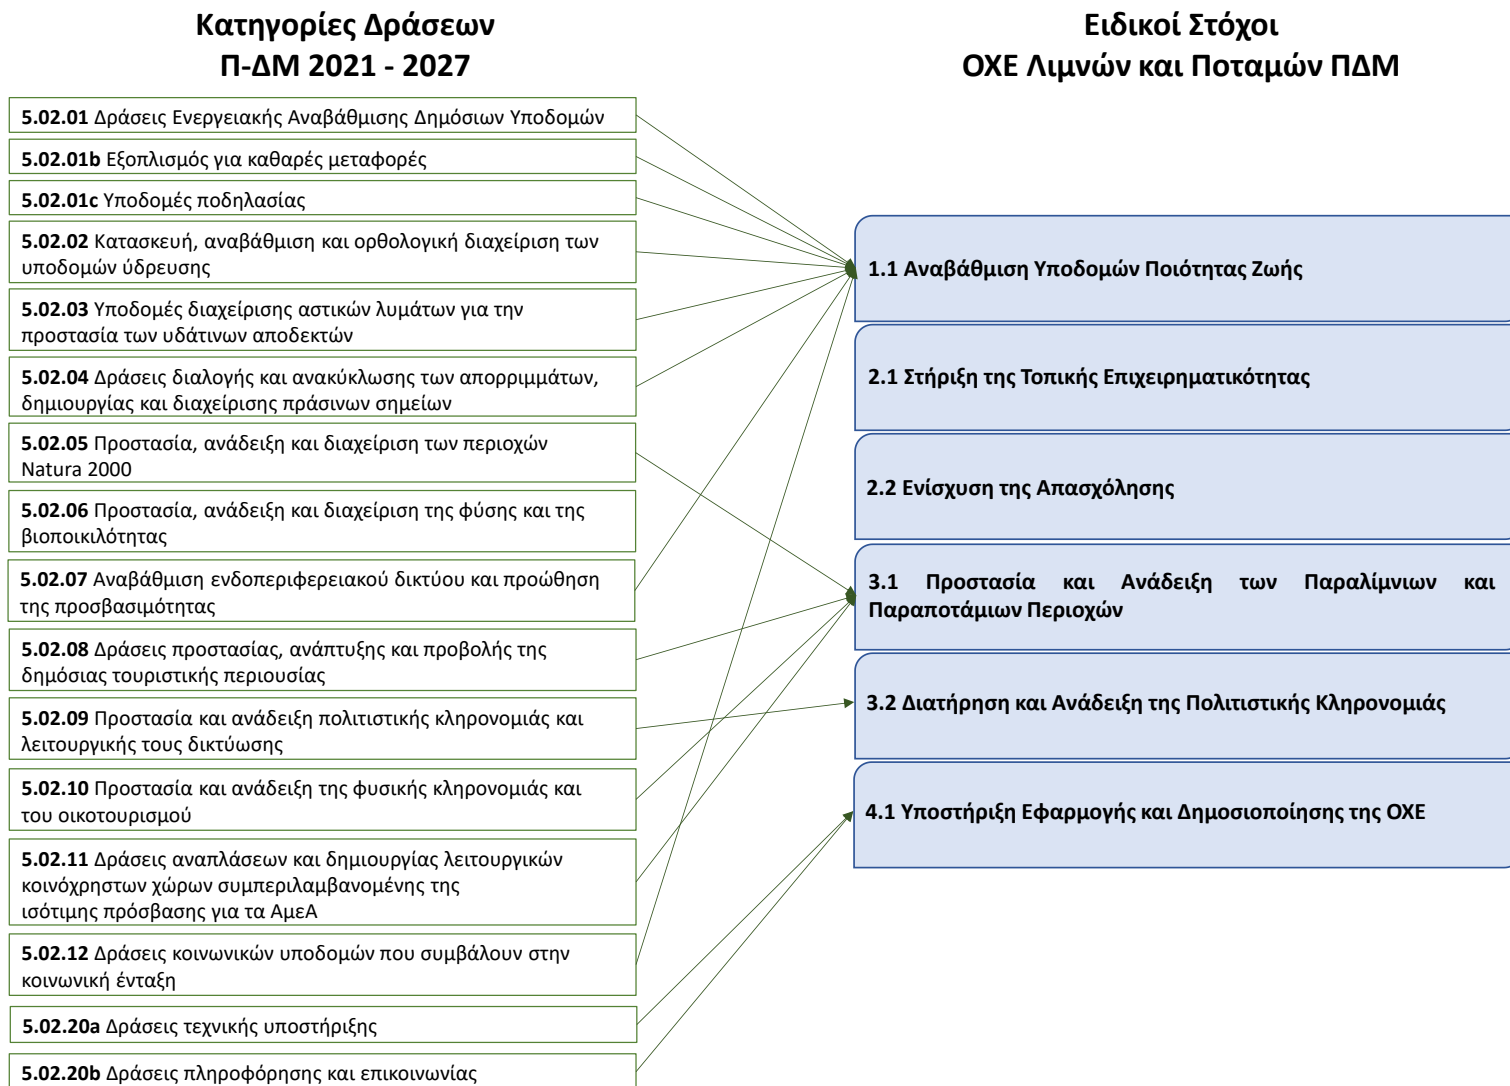 Κατηγορίες Δράσεων
Π-ΔΜ 2021 - 2027
5.02.01 Δράσεις Ενεργειακής Αναβάθμισης Δημόσιων Υποδομών
5.02.01b Εξοπλισμός για καθαρές μεταφορές
5.02.01c Υποδομές ποδηλασίας
5.02.02 Κατασκευή, αναβάθμιση και ορθολογική διαχείριση των
υποδομών ύδρευσης
5.02.03 Υποδομές διαχείρισης αστικών λυμάτων για την
προστασία των υδάτινων αποδεκτών
5.02.04 Δράσεις διαλογής και ανακύκλωσης των απορριμμάτων,
δημιουργίας και διαχείρισης πράσινων σημείων
5.02.05 Προστασία, ανάδειξη και διαχείριση των περιοχών
Natura 2000
5.02.06 Προστασία, ανάδειξη και διαχείριση της φύσης και της
βιοποικιλότητας
5.02.07 Αναβάθμιση ενδοπεριφερειακού δικτύου και προώθηση
της προσβασιμότητας
5.02.08 Δράσεις προστασίας, ανάπτυξης και προβολής της
δημόσιας τουριστικής περιουσίας
5.02.09 Προστασία και ανάδειξη πολιτιστικής κληρονομιάς και
λειτουργικής τους δικτύωσης
5.02.10 Προστασία και ανάδειξη της φυσικής κληρονομιάς και
του οικοτουρισμού
5.02.11 Δράσεις αναπλάσεων και δημιουργίας λειτουργικών
κοινόχρηστων χώρων συμπεριλαμβανομένης της
ισότιμης πρόσβασης για τα ΑμεΑ
5.02.12 Δράσεις κοινωνικών υποδομών που συμβάλουν στην
κοινωνική ένταξη
5.02.20a Δράσεις τεχνικής υποστήριξης
5.02.20b Δράσεις πληροφόρησης και επικοινωνίας
Ειδικοί Στόχοι
ΟΧΕ Λιμνών και Ποταμών ΠΔΜ
1.1 Αναβάθμιση Υποδομών Ποιότητας Ζωής
2.1 Στήριξη της Τοπικής Επιχειρηματικότητας
2.2 Ενίσχυση της Απασχόλησης
3.1 Προστασία και Ανάδειξη των Παραλίμνιων και
Παραποτάμιων Περιοχών
3.2 Διατήρηση και Ανάδειξη της Πολιτιστικής Κληρονομιάς
4.1 Υποστήριξη Εφαρμογής και Δημοσιοποίησης της ΟΧΕ